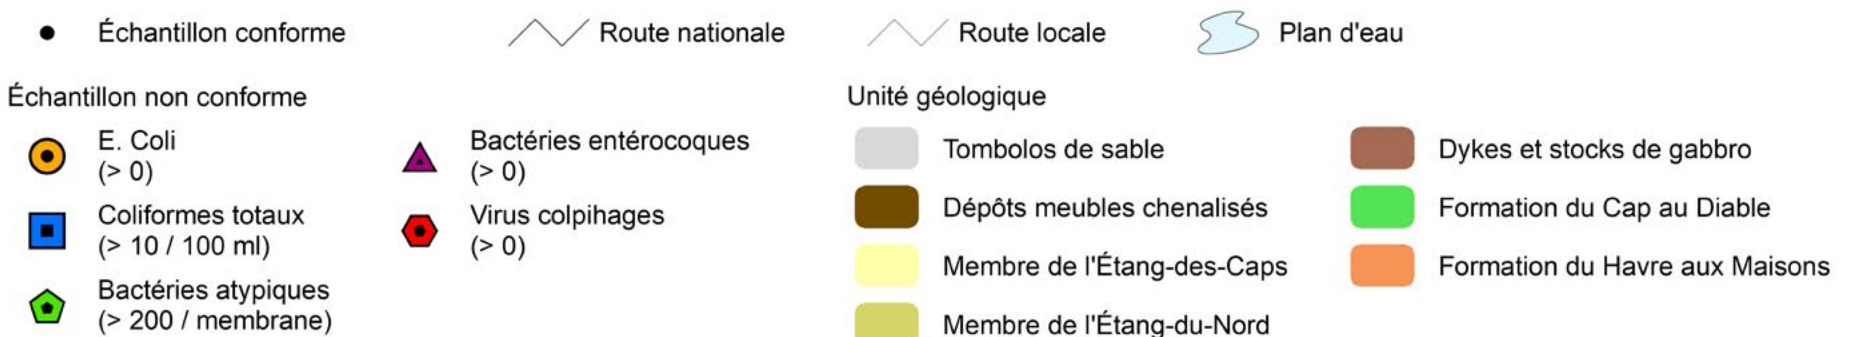 Échantillon conforme
Route nationale
Route locale
Plan d'eau
Échantillon non conforme
E. Coli
(> 0)
Coliformes totaux
(> 10 / 100 ml)
Bactéries atypiques
(> 200 / membrane)
Bactéries entérocoques
(> 0)
Virus colpihages
(> 0)
Unité géologique
Tombolos de sable
Dépôts meubles chenalisés
Membre de l'Étang-des-Caps
Membre de l'Étang-du-Nord
Dykes et stocks de gabbro
Formation du Cap au Diable
Formation du Havre aux Maisons